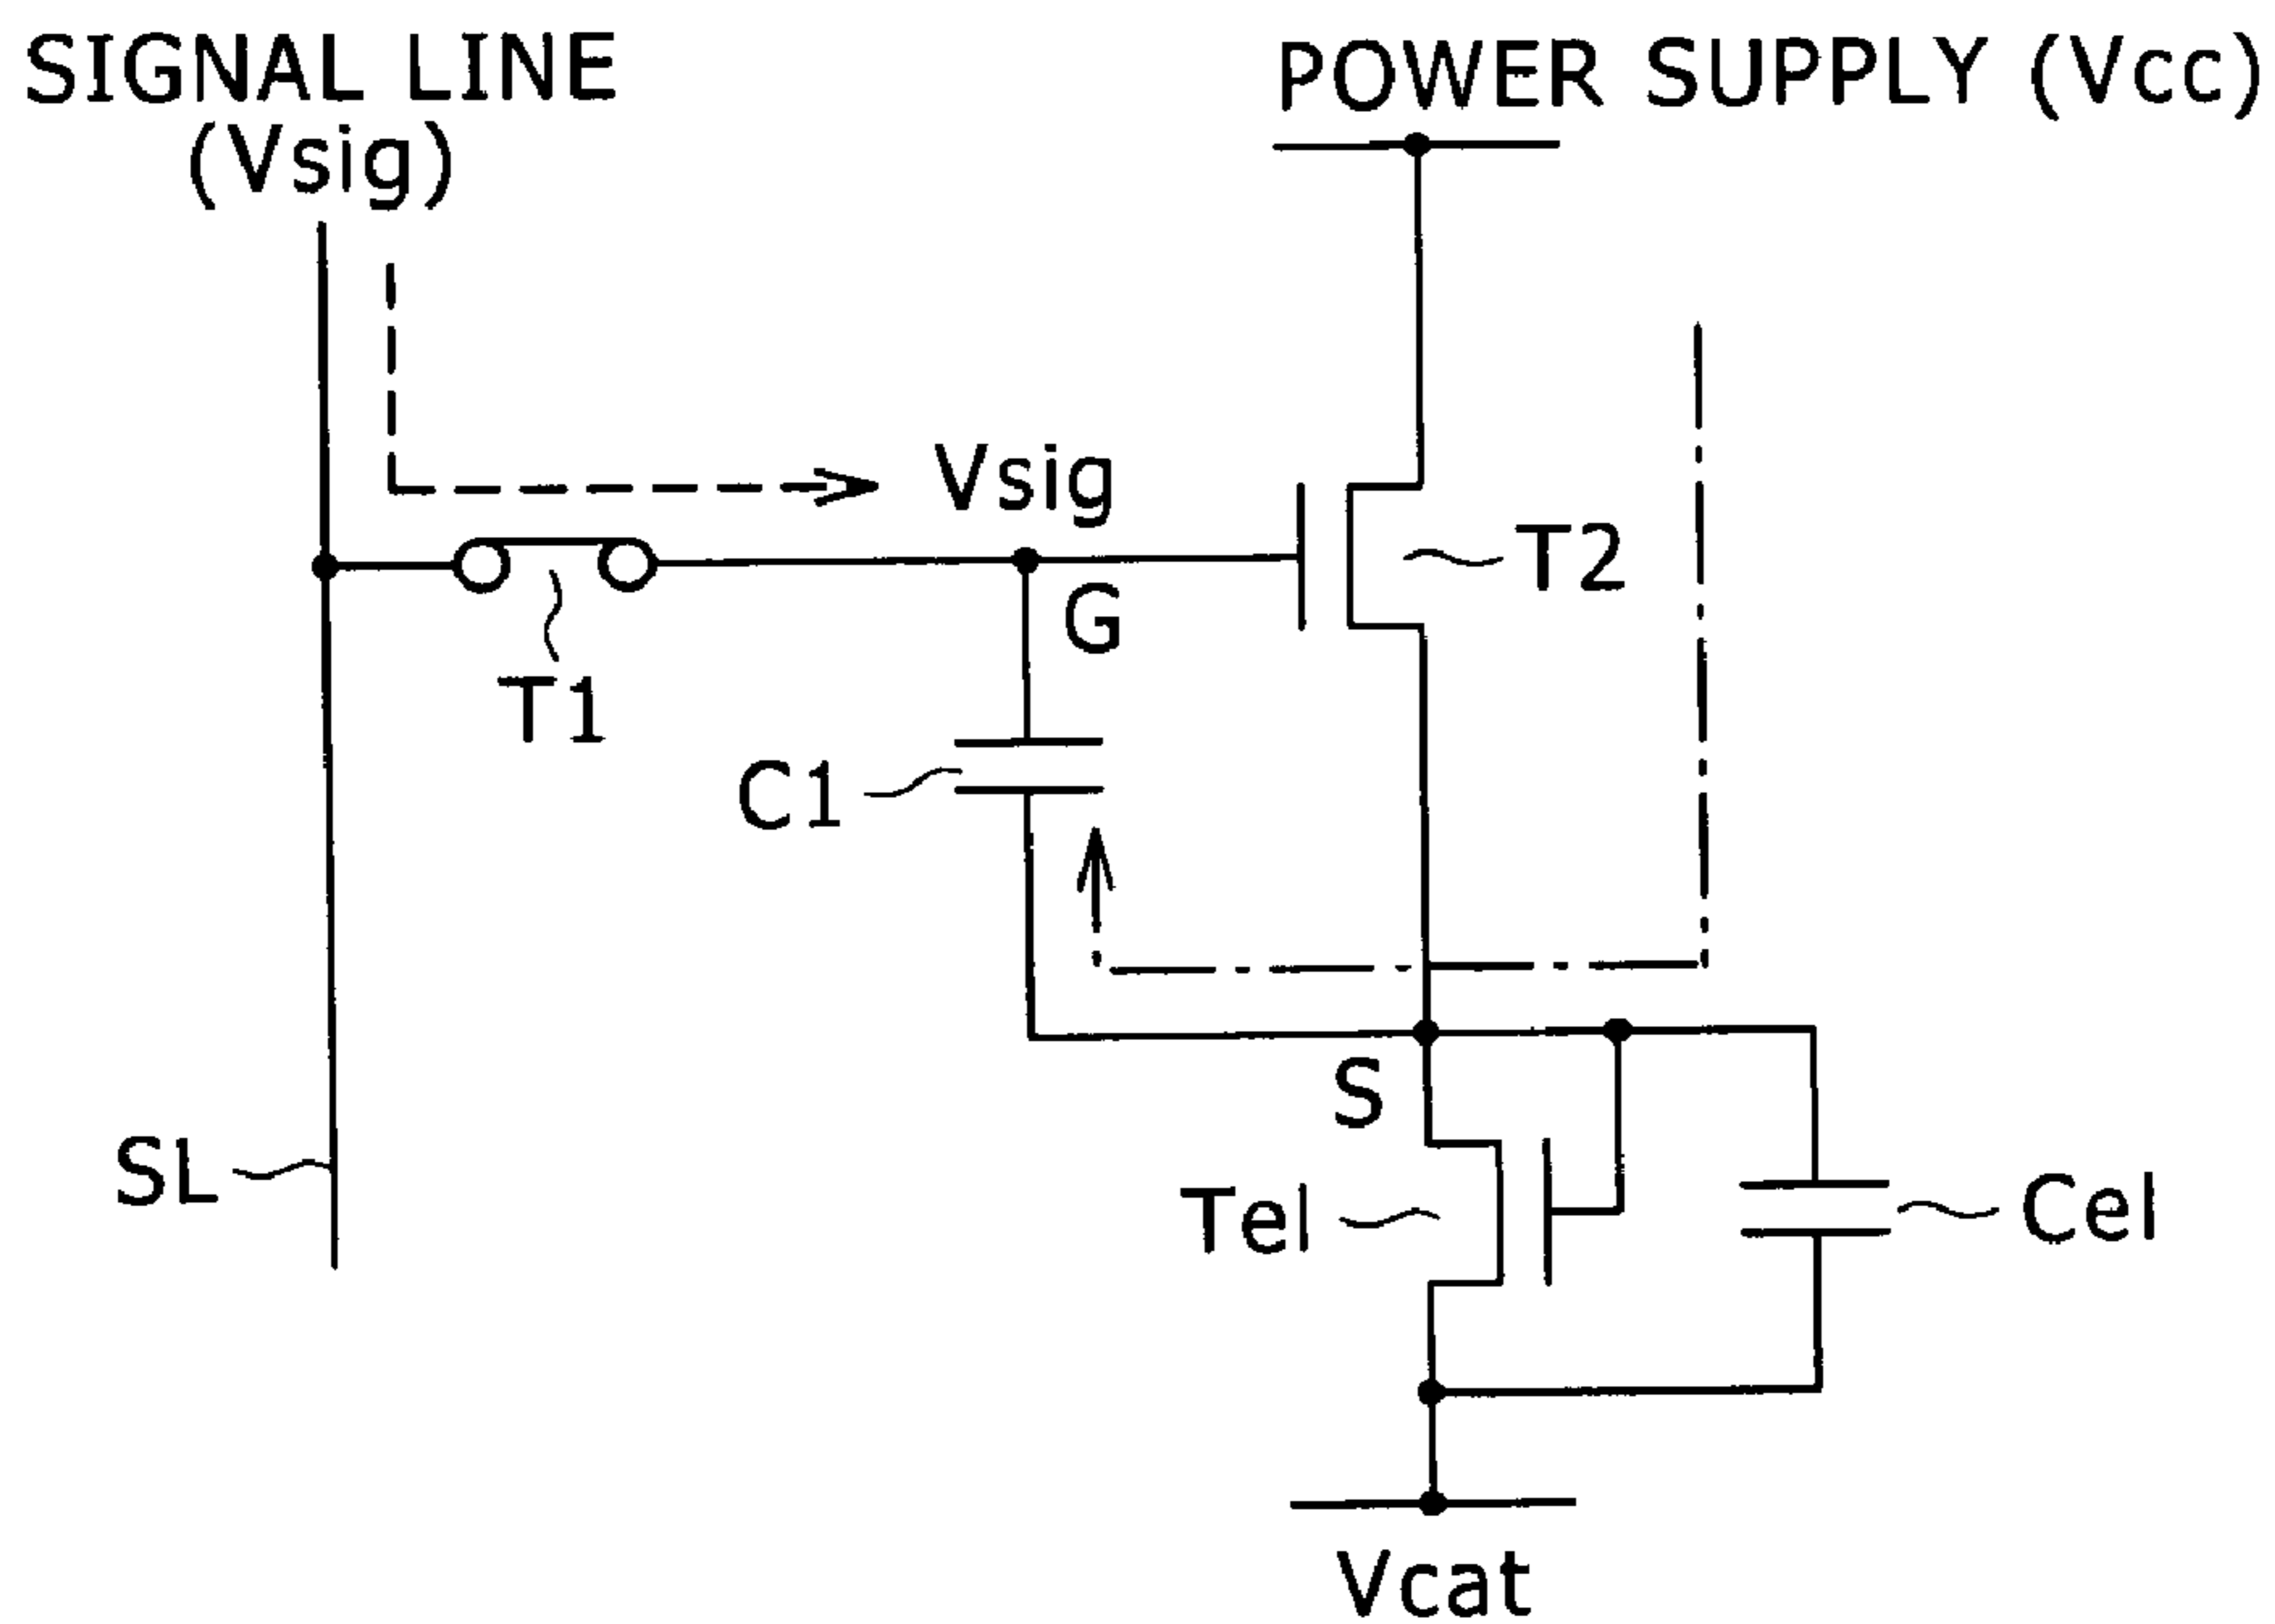 SIGNAL LINE
(Vsig)
POWER SUPPLY (Vcc)
Vsig
T2
G
T1
C1
S
SL
Tel
Cel
Vcat